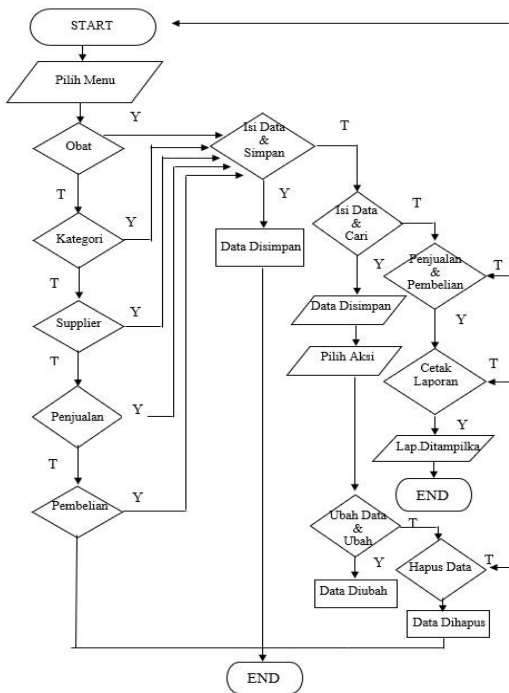 START
Pilih Menu
Y
Obat
T
Y
Kategori
T
Y
Supplier
T
Y
Penjualan
T
Y
Pembelian
Isi Data
&
Simpan
T
Y
Data Disimpan
Isi Data
&
Cari
T
Y
Data Disimpan
Pilih Aksi
Penjualan
&
Pembelian
T
Y
Cetak
Laporan
T
Y
Lap.Ditampilka
END
Ubah Data
&
Ubah
T
Y
Data Diubah
Hapus Data
T
Data Dihapus
END